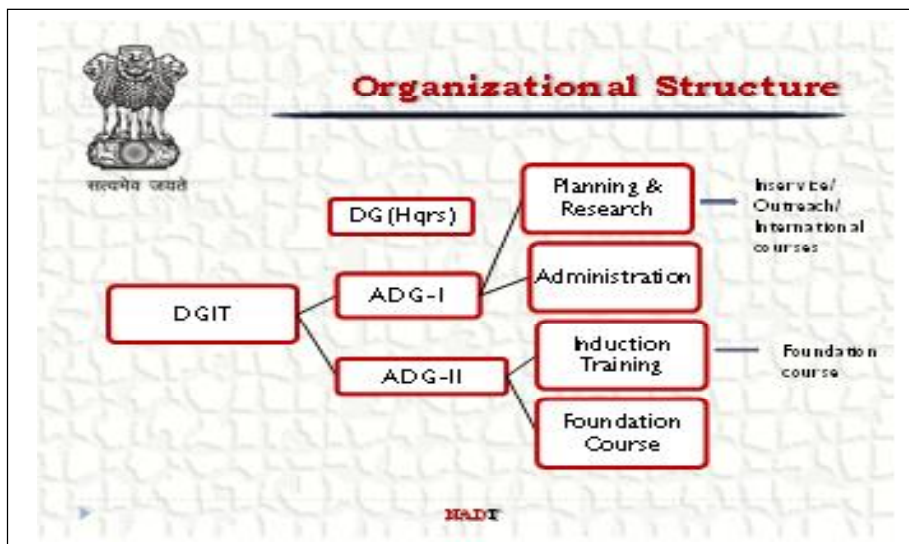 Organizational Structure
सत्यमेव जयते
Planning &
Research
Inservice/
Outreach/
International
courses
DG(Hqrs)
Administration
ADG-I
DGIT
Induction
Training
Foundation
course
ADG-II
Foundation
Course
NADT